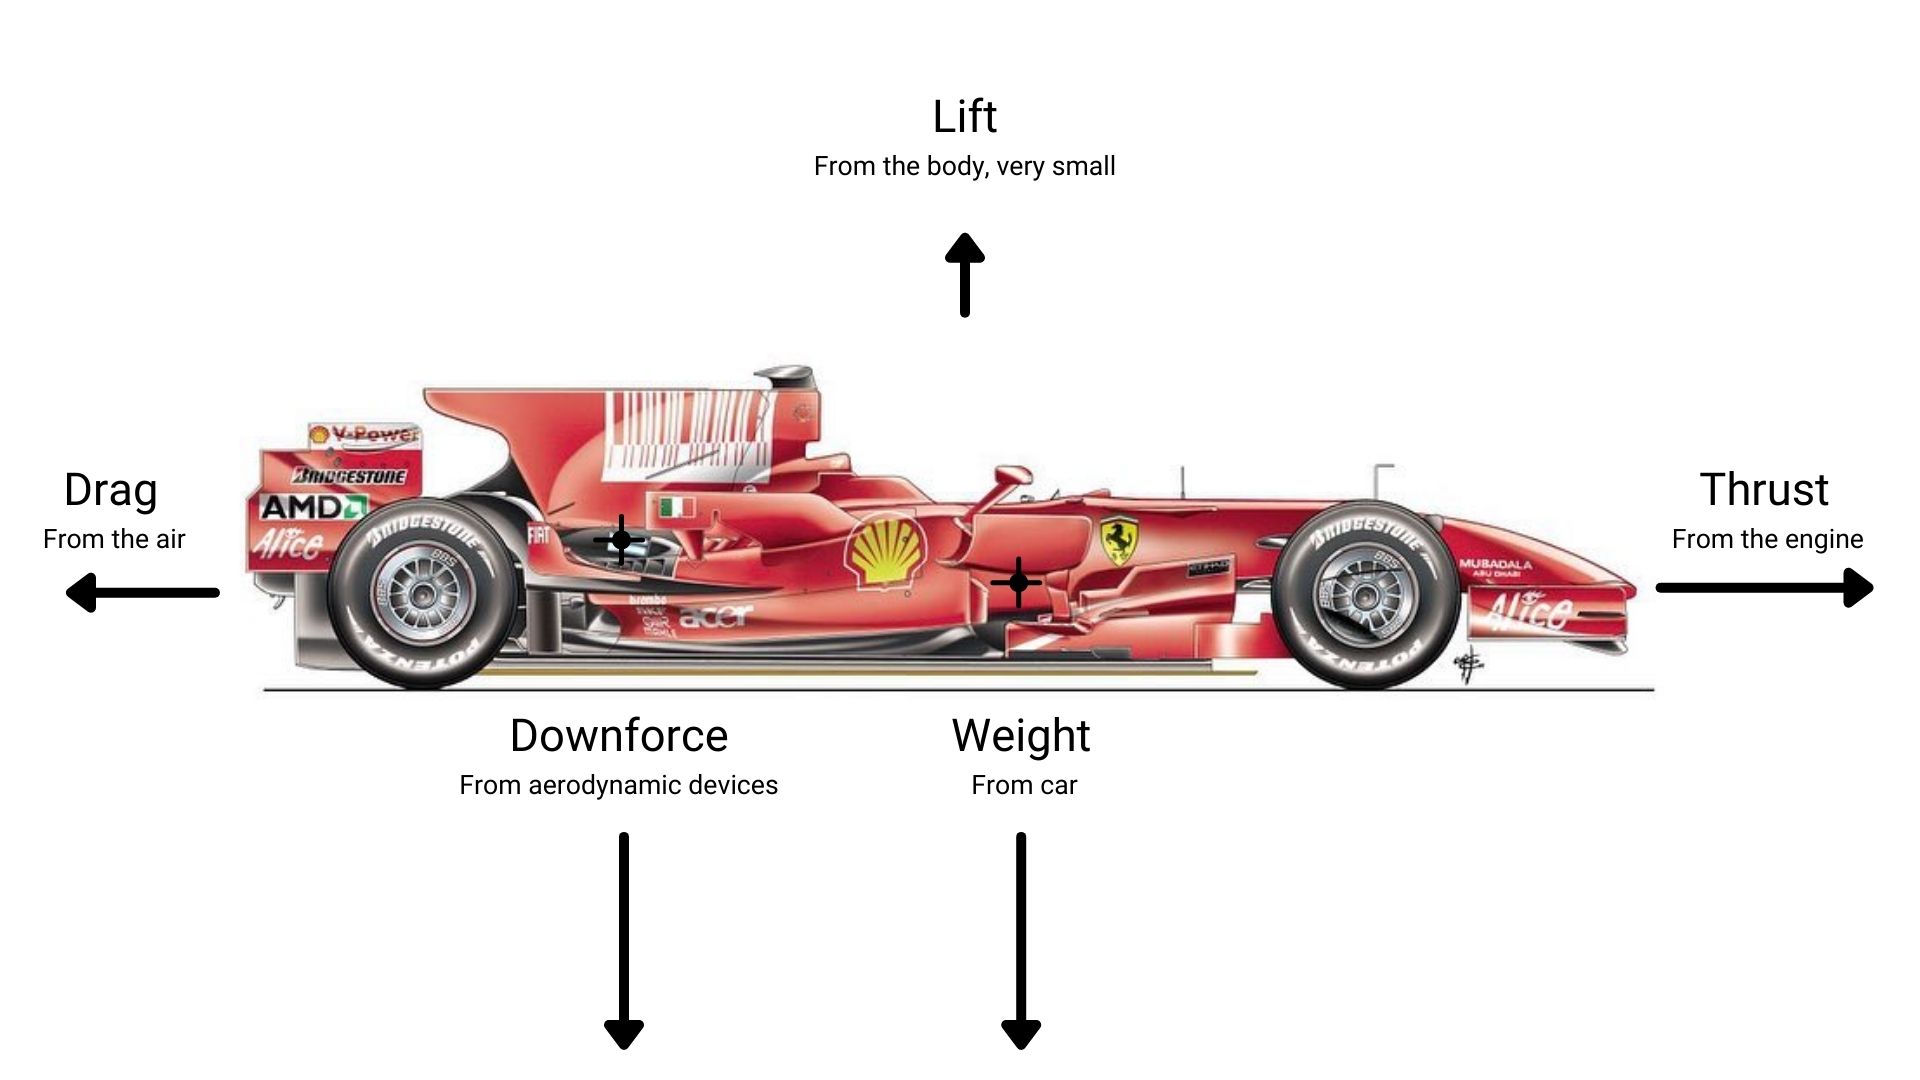 Lift
From the body, very small
V-Power
BRIDGESTONE
AMD
Alice
Drag
From the air
BRIDGESTONE
BBS
POTENZA
FIAT
acer
ETIHAD
BRIDGESTONE
BBS
POTENZA
MUBADALA
ABU DHABI
Alice
Thrust
From the engine
brembo
Downforce
From aerodynamic devices
Weight
From car